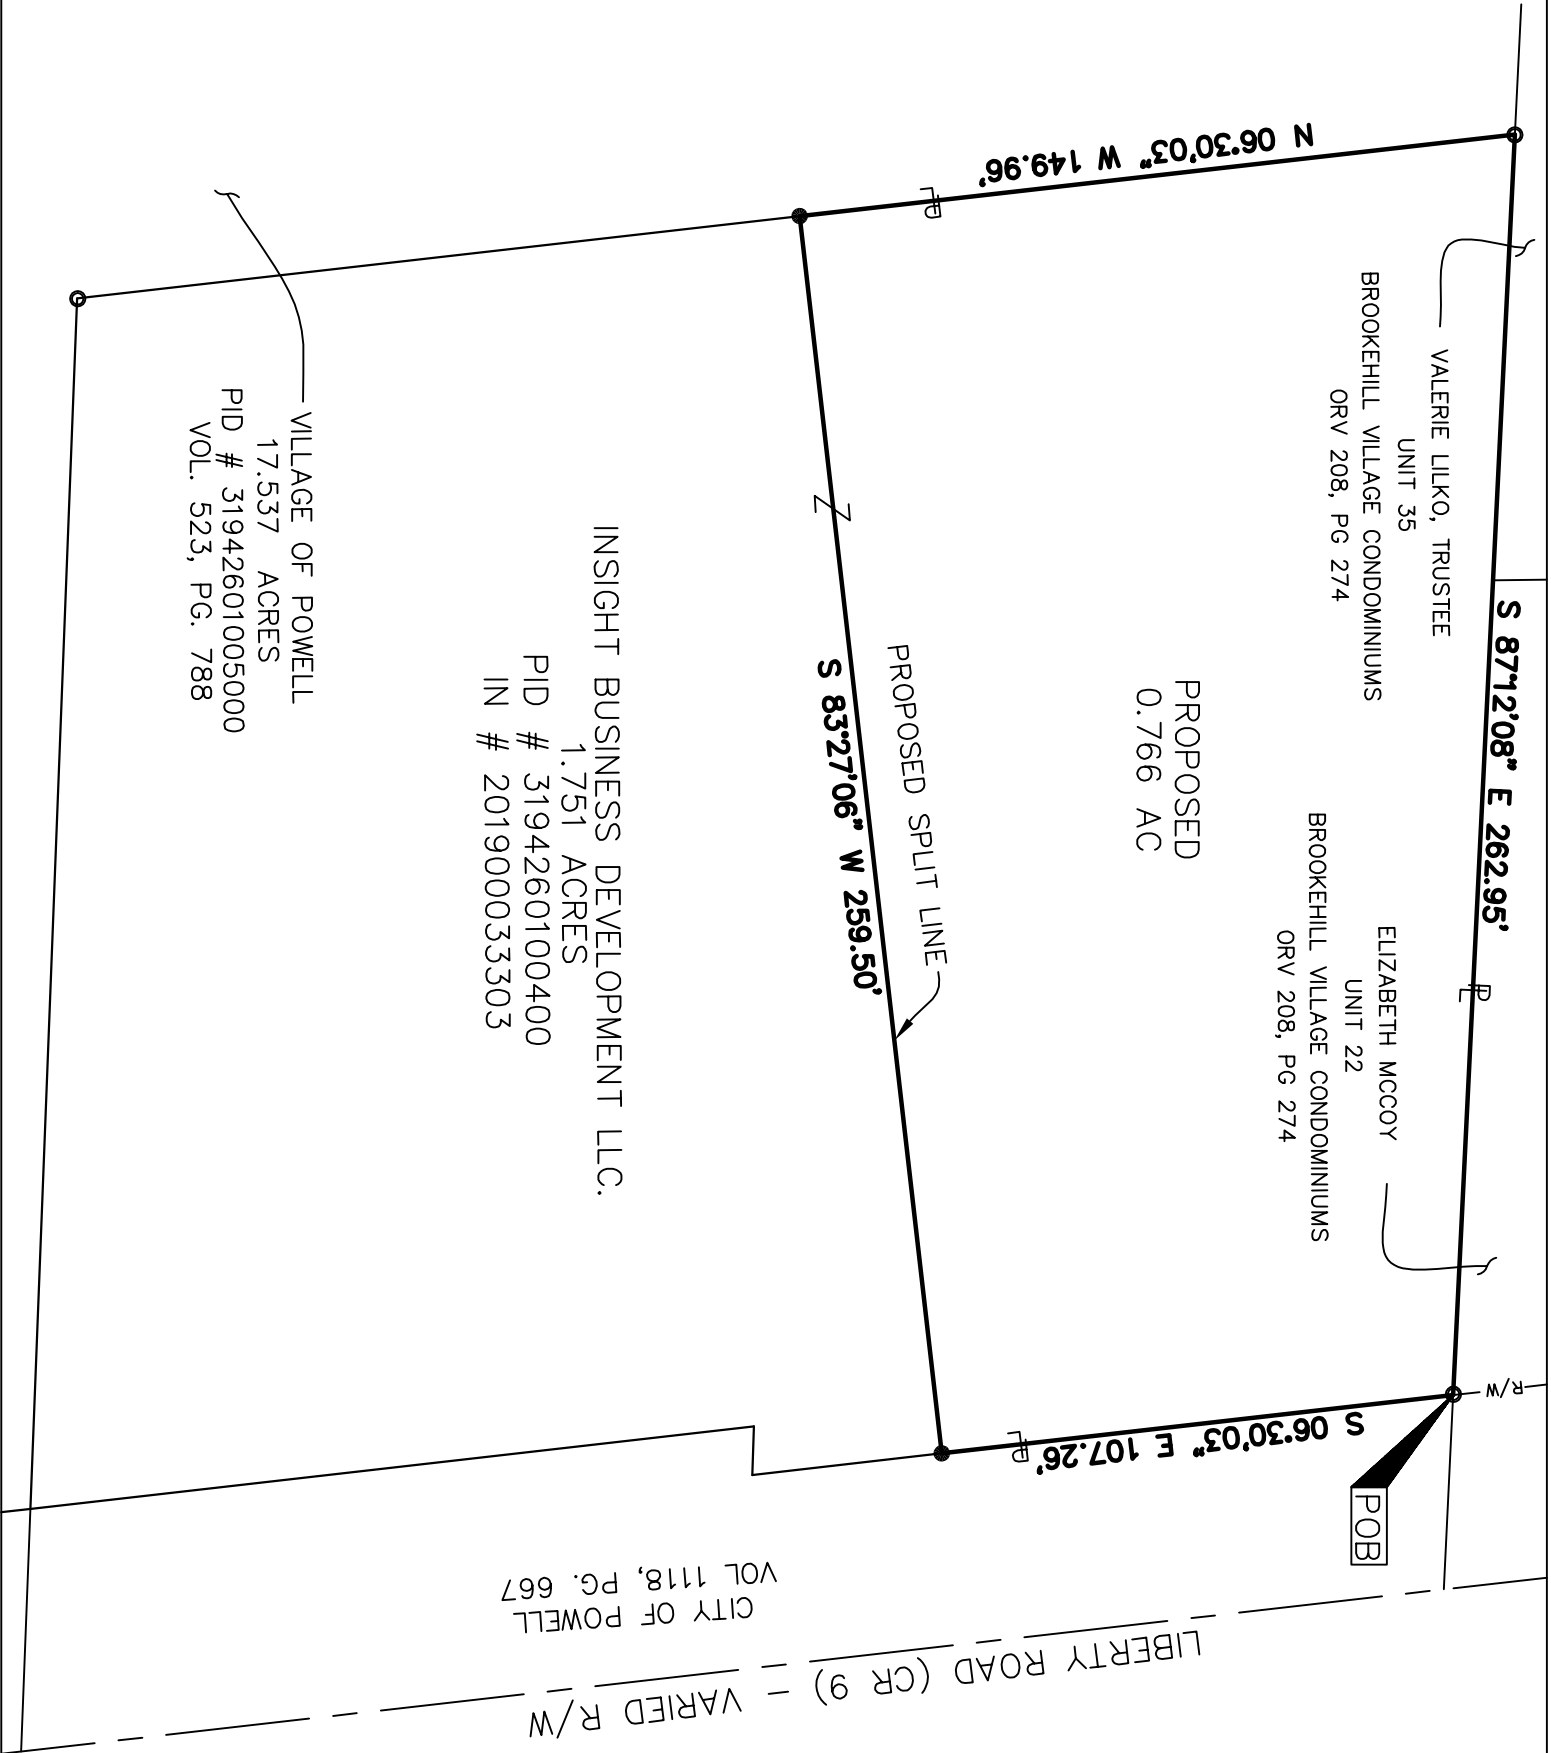 N 06°30'03" W 149.96'
VALERIE LILKO, TRUSTEE
UNIT 35
BROOKEHILL VILLAGE CONDOMINIUMS
ORV 208, PG 274
S 87°12'08" E 262.95'
PL
ELIZABETH MCCOY
UNIT 22
BROOKEHILL VILLAGE CONDOMINIUMS
ORV 208, PG 274
R/W
POB
S 06°30'03" E 107.26'
PL
PL
PROPOSED
0.766 AC
PROPOSED SPLIT LINE
S 83°27'06" W 259.50'
Z
INSIGHT BUSINESS DEVELOPMENT LLC.
1.751 ACRES
PID # 3194260100400
IN # 201900033303
VILLAGE OF POWELL
17.537 ACRES
PID # 31942601005000
VOL. 523, PG. 788
CITY OF POWELL
VOL 1118, PG. 667
LIBERTY ROAD (CR 9) - VARIED R/W